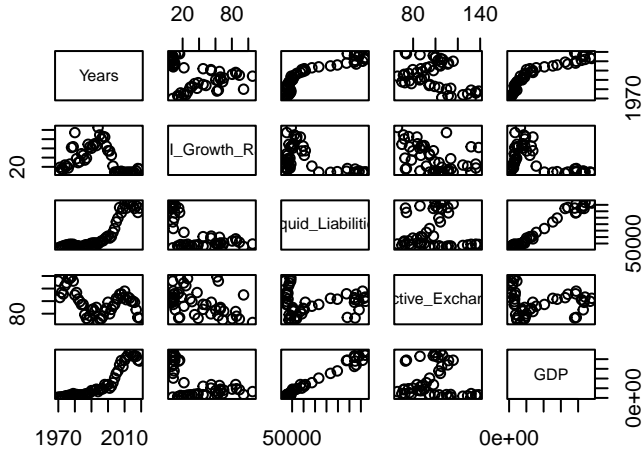 20 80
80 140
Years
1970
20
I_Growth_R
quid_Liabilitie
50000
80
ctive_Exchan
GDP
0e+00
1970 2010
50000
0e+00